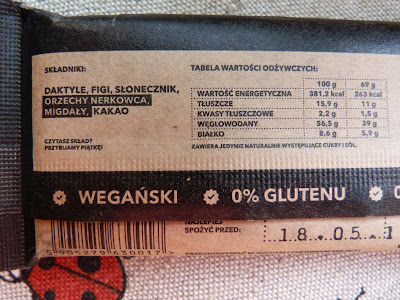 SKŁADNIKI:
DAKTYLE, FIGI, SŁONECZNIK,
ORZECHY NERKOWCA,
MIGDAŁY, KAKAO
CZYTASZ SKŁAD?
PRZYBIJAMY PIĄTKĘ!
TABELA WARTOŚCI ODŻYWCZYCH:
100 g 69 g
WARTOŚĆ ENERGETYCZNA 381,2 kcal 263 kcal
TŁUSZCZE 15,9 g 11 g
KWASY TŁUSZCZOWE 2,2 g 1,5 g
WĘGLOWODANY 56,5 g 39 g
BIAŁKO 8,6 g 5,9 g
ZAWIERA JEDYNIE NATURALNIE WYSTĘPUJĄCE CUKRY I SÓL.
WEGAŃSKI 0% GLUTENU 0
NAJLEPIEJ
SPOŻYĆ PRZED: 18.05.1
5905279630017